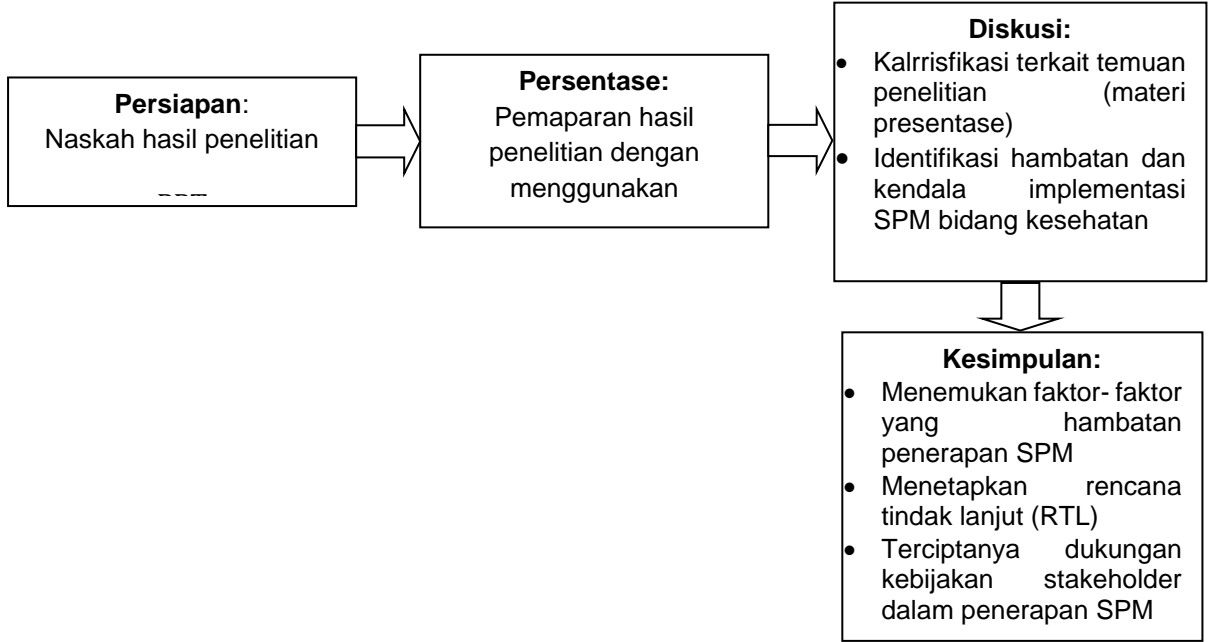 Persiapan:
Naskah hasil penitian
Persentase:
Pemaparan hasil
penelitian dengan
menggunakan
Diskusi:
• Kalrrisfikasi terkait temuan
penelitian (materi
presentase)
• Identifikasi hambatan dan
kendala implementasi
SPM bidang kesehatan
Kesimpulan:
• Menemukan faktor- faktor
yang hambatan
penerapan SPM
• Menetapkan rencana
tindak lanjut (RTL)
• Terciptanya dukungan
kebijakan stakeholder
dalam penerapan SPM